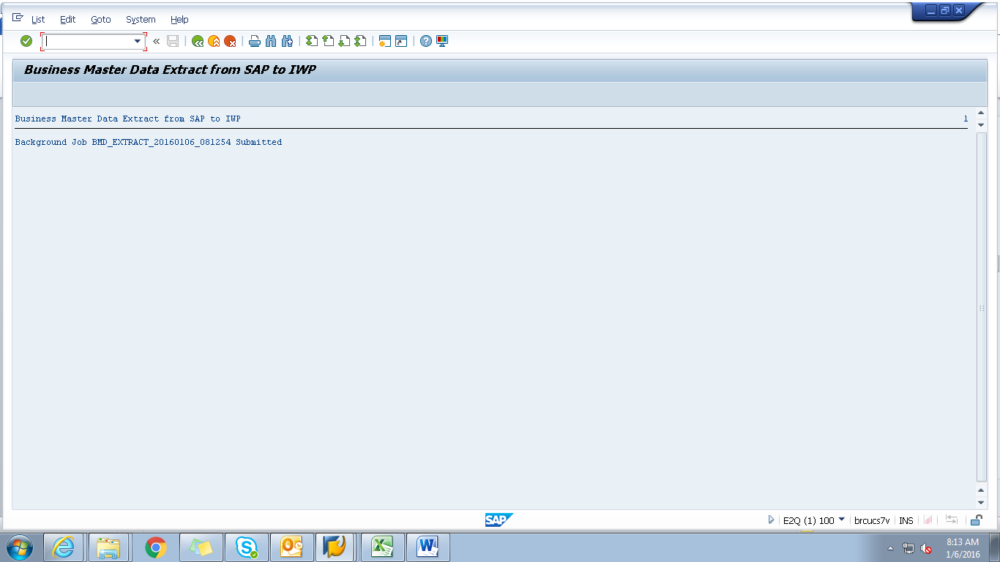 List Edit Goto System Help
Business Master Data Extract from SAP to IWP
Business Master Data Extract from SAP to IWP 1
Background Job BMD_EXTRACT_20160106_081254 Submitted
SAP
E2Q (1) 100 brcucs7v INS
8:13 AM
1/6/2016